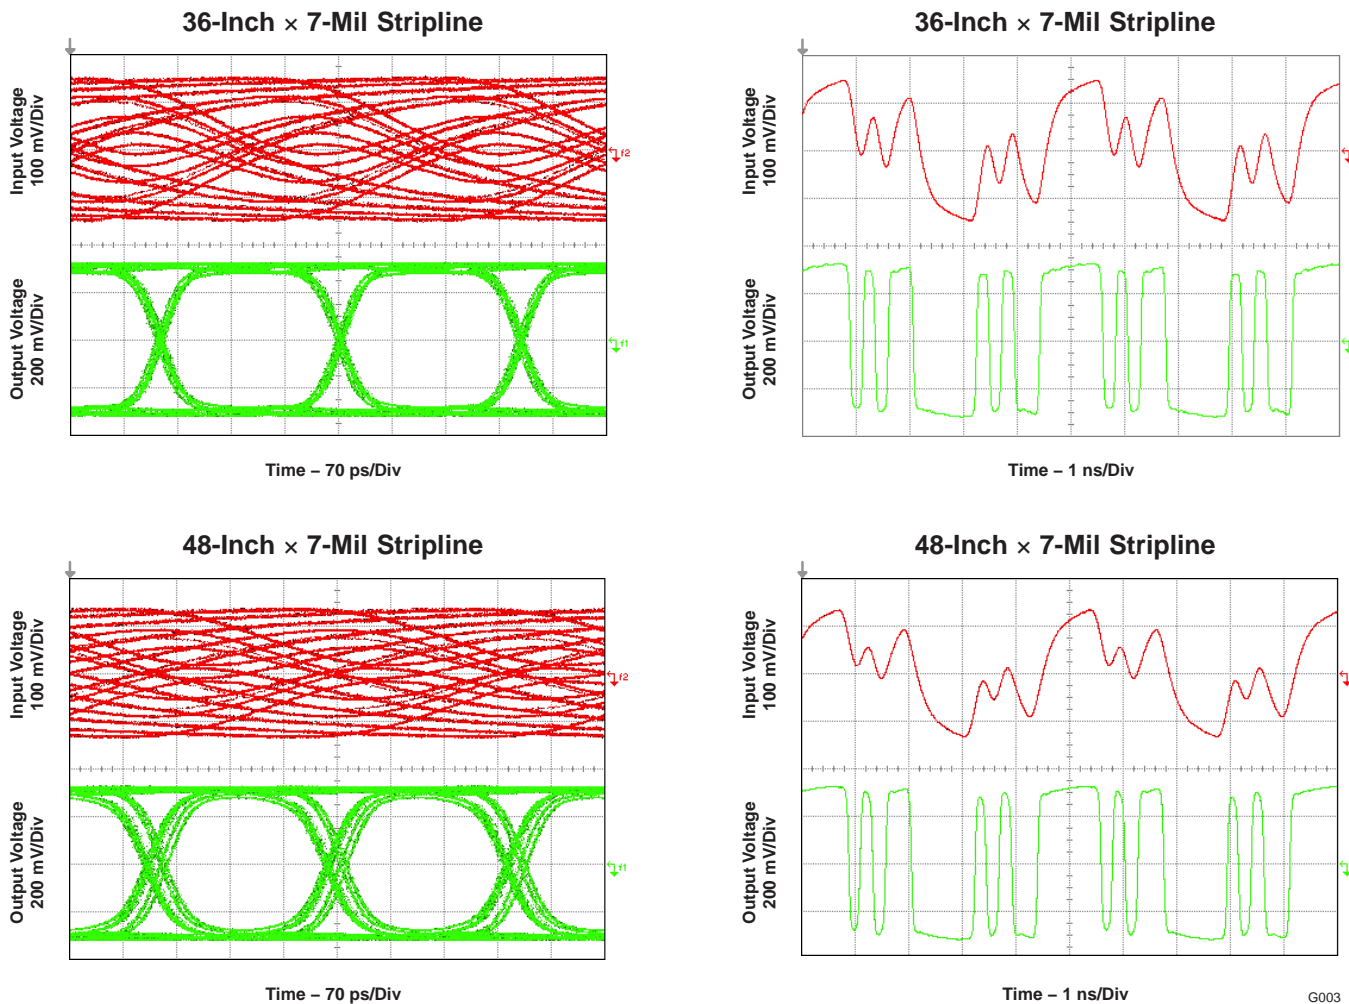 36-Inch × 7-Mil Stripline
36-Inch × 7-Mil Stripline
Input Voltage
100 mV/Div
f2
Output Voltage
200 mV/Div
f1
Time – 70 ps/Div
Input Voltage
100 mV/Div
Output Voltage
200 mV/Div
Time – 1 ns/Div
48-Inch × 7-Mil Stripline
48-Inch × 7-Mil Stripline
Input Voltage
100 mV/Div
f2
Output Voltage
200 mV/Div
f1
Time – 70 ps/Div
Input Voltage
100 mV/Div
Output Voltage
200 mV/Div
Time – 1 ns/Div
G003